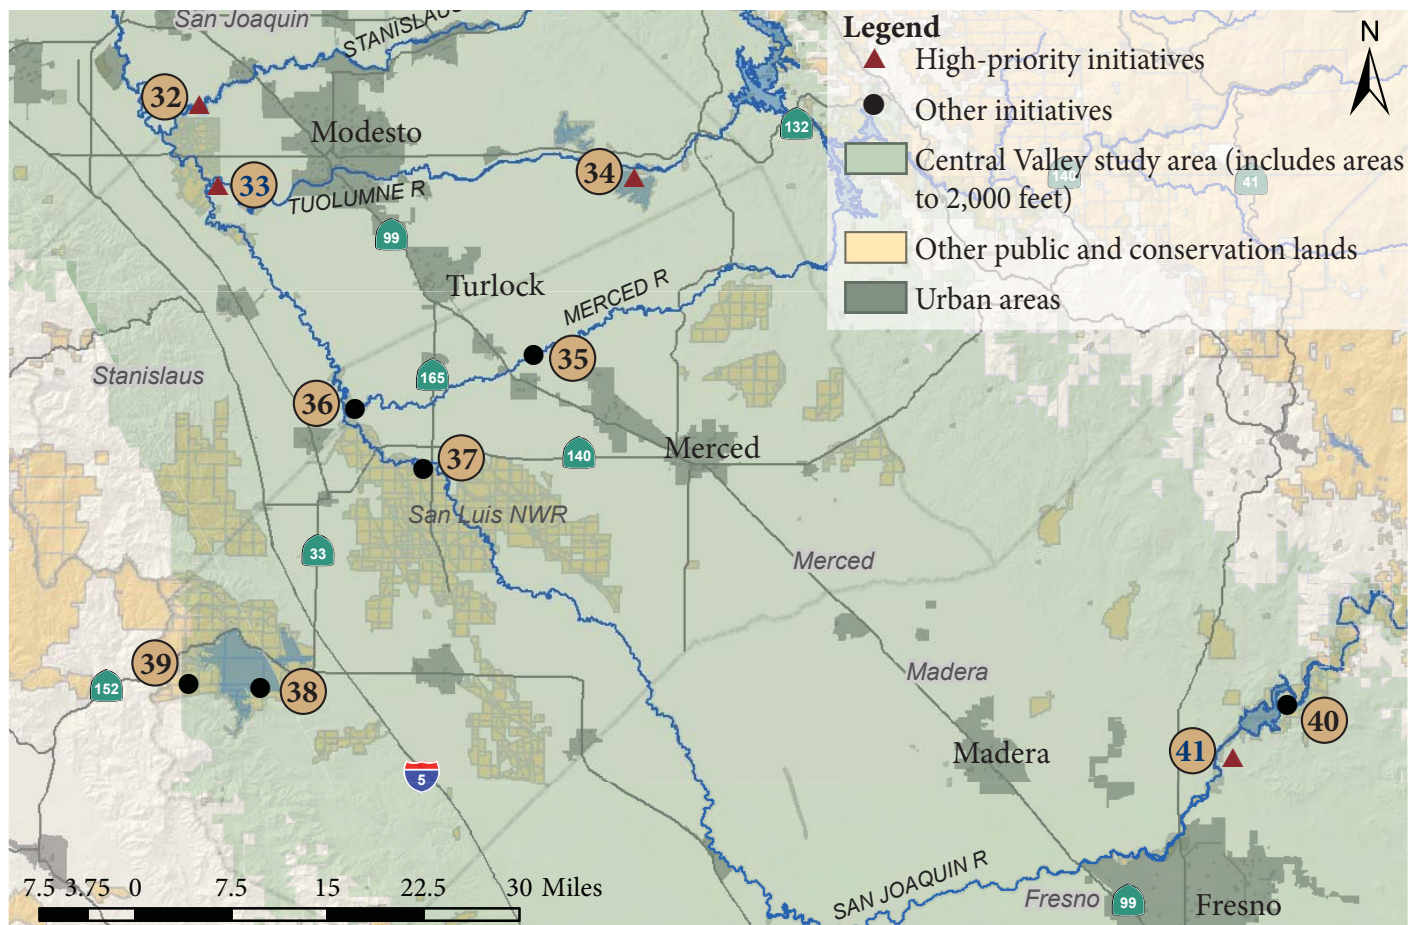 San Joaquin
STANISLAUS
Legend
N
High-priority initiatives
Other initiatives
Central Valley study area (includes areas
to 2,000 feet)
Other public and conservation lands
Urban areas
140
41
132
32
Modesto
33
TUOLUMNE R
34
99
Turlock
MERCED R
Stanislaus
165
35
36
37
140
Merced
San Luis NWR
33
Merced
39
38
152
Madera
40
41
Madera
5
SAN JOAQUIN R
Fresno
99
Fresno
7.5 3.75 0 7.5 15 22.5 30 Miles